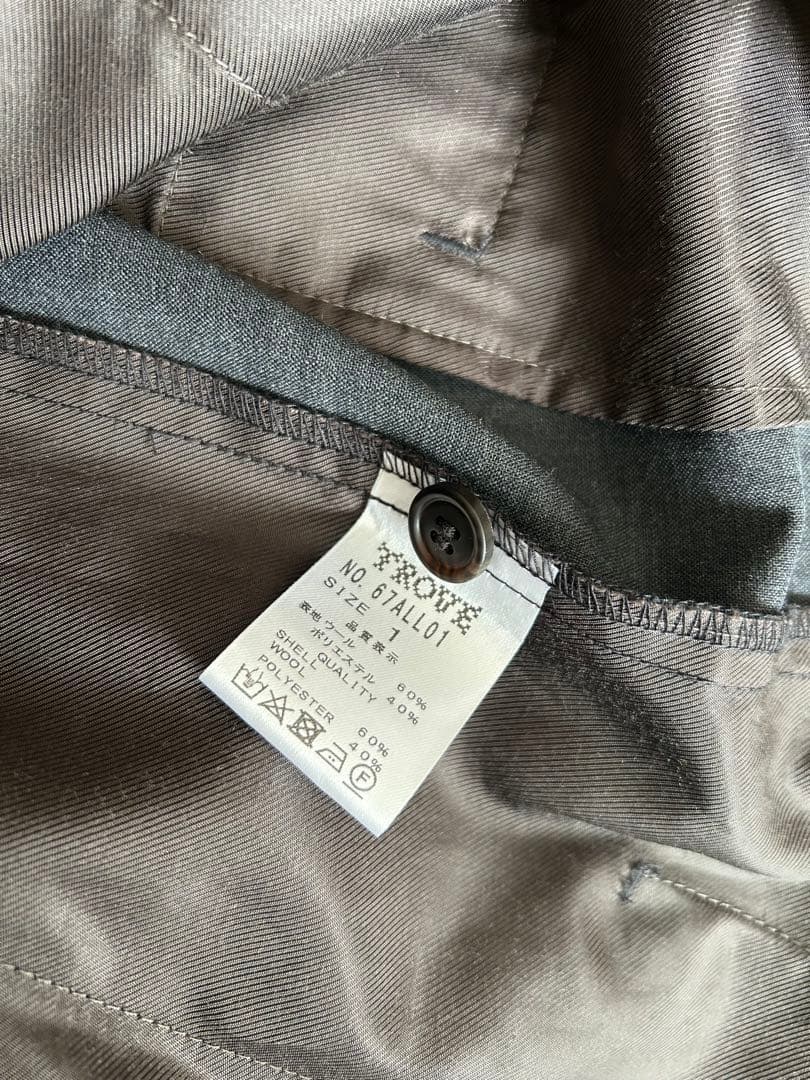 TROVE
NO. 67ALL01
SIZE 1
品質表示
表地 ウール 60%
ポリエステル 40%
SHELL QUALITY
WOOL 60%
POLYESTER 40%
F